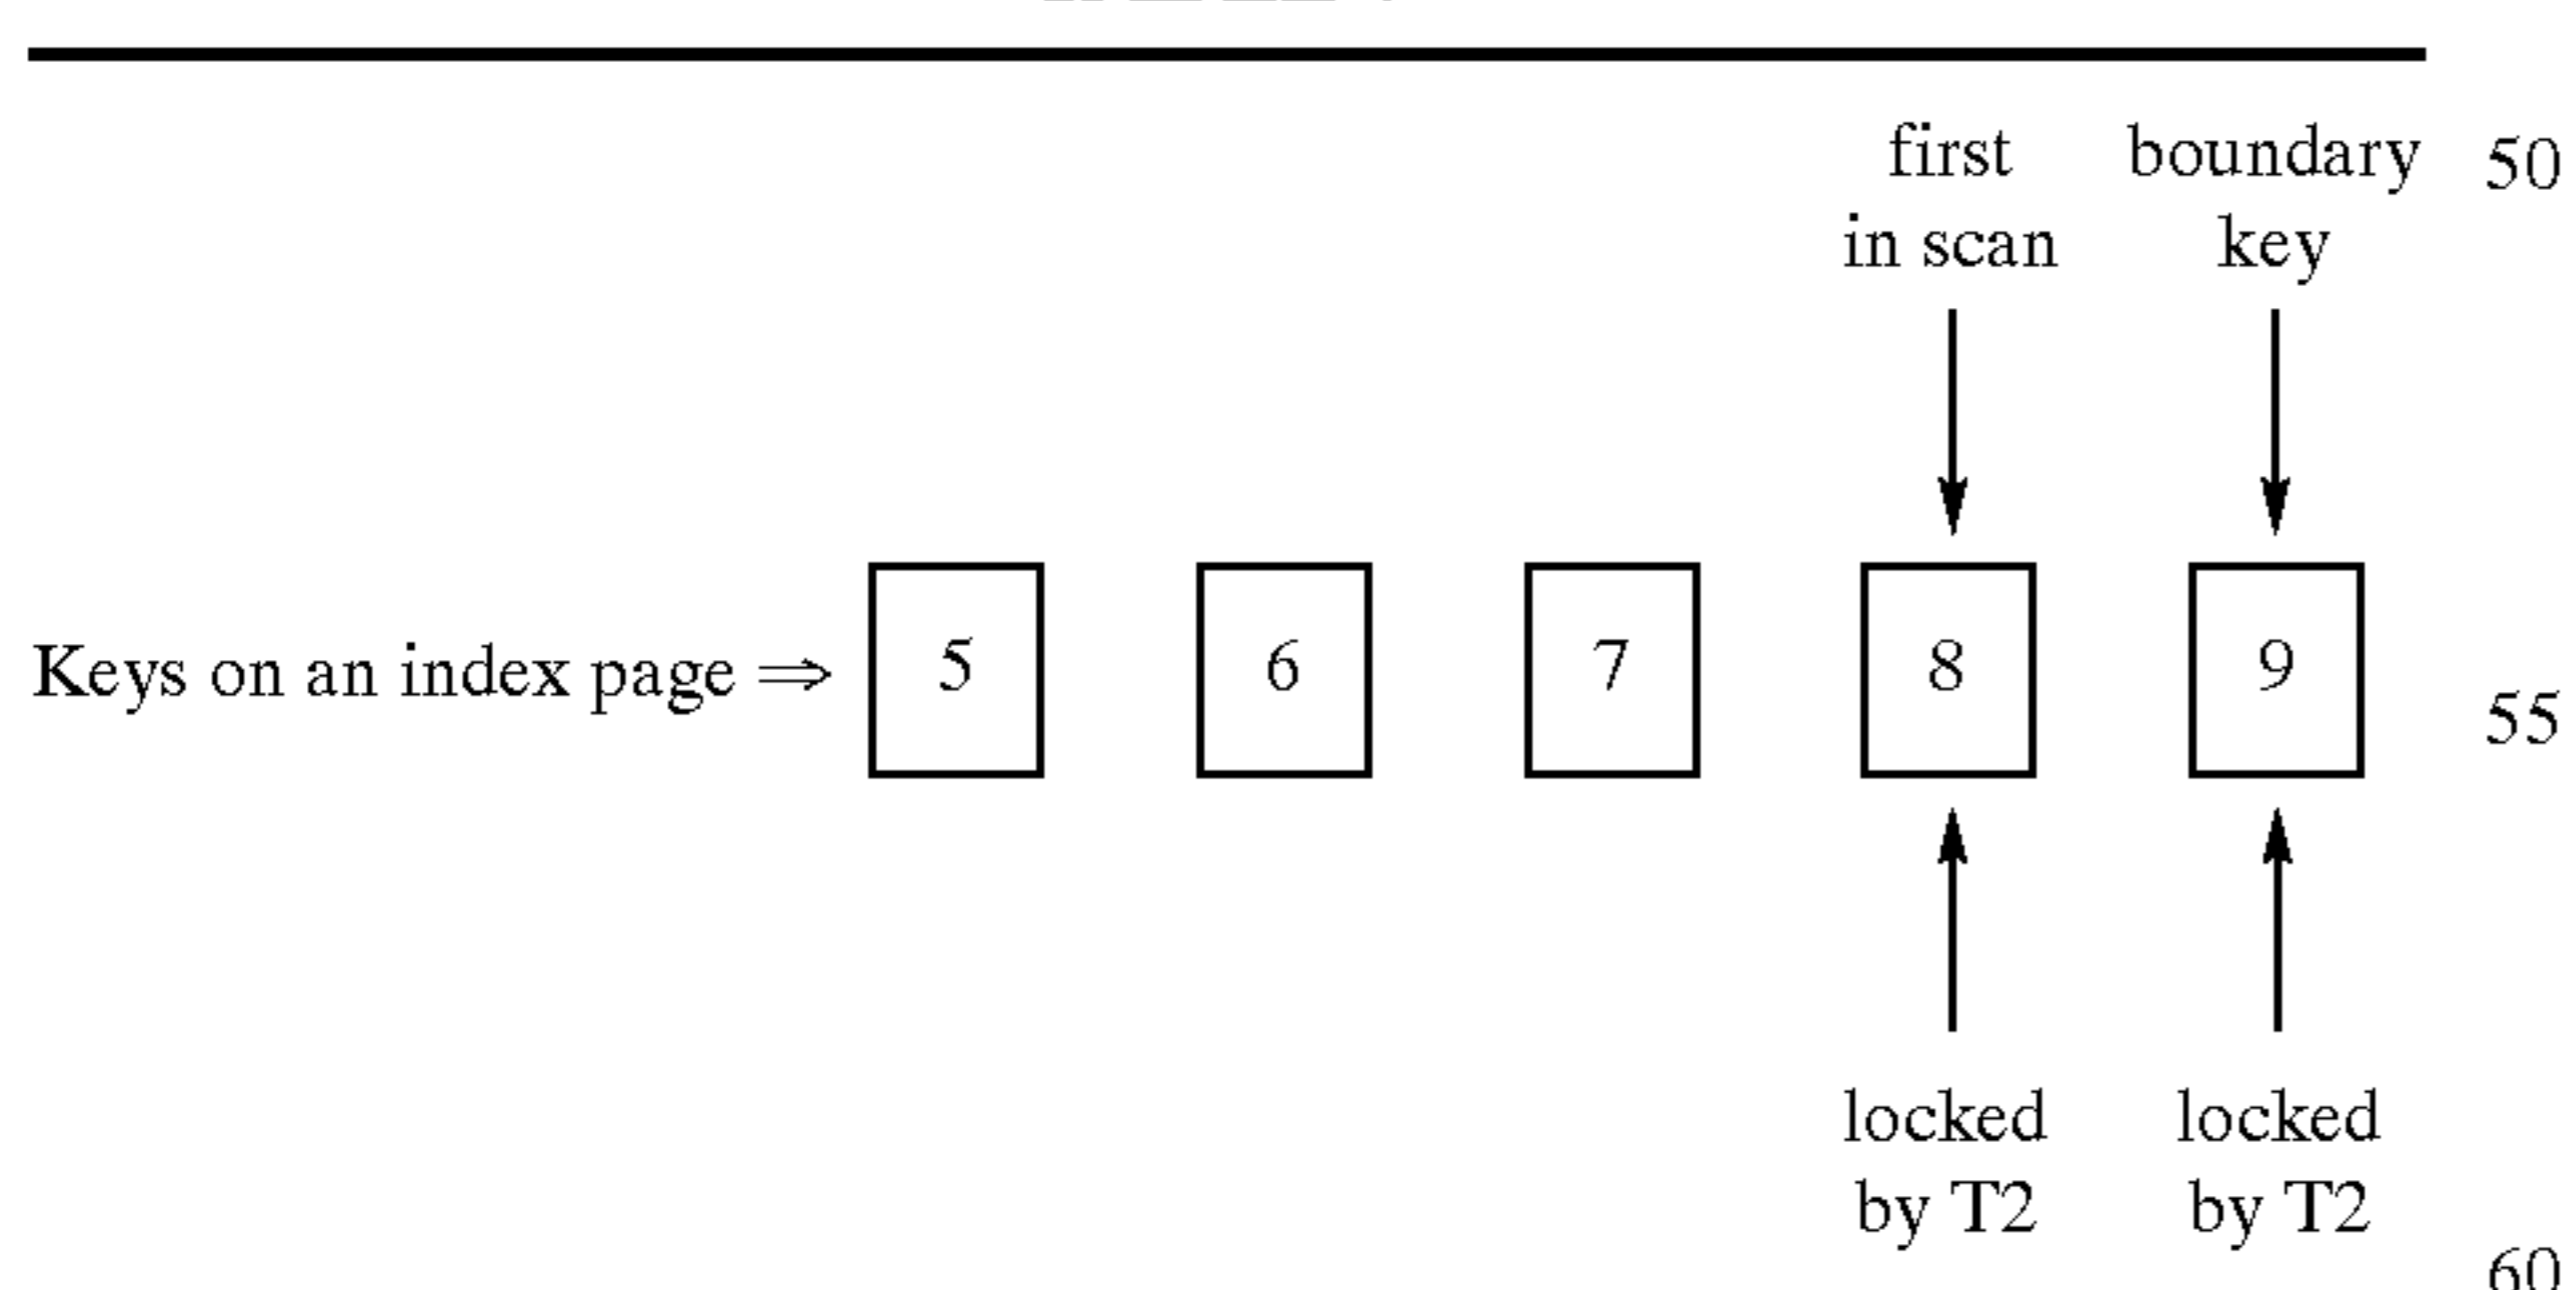 first boundary 50
in scan key
Keys on an index page ⇒ 5 6 7 8 9
55
locked locked
by T2 by T2
60